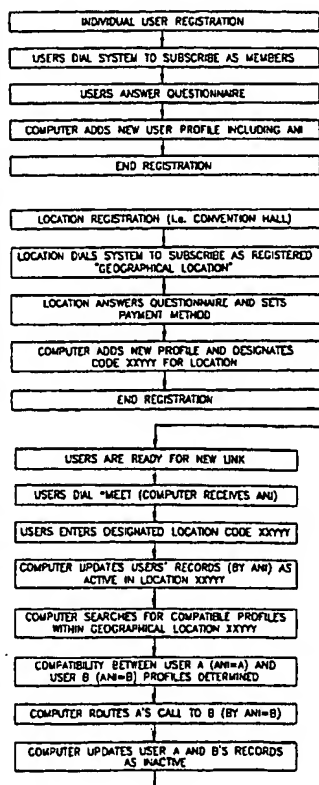 INDIVIDUAL USER REGISTRATION
USERS DIAL SYSTEM TO SUBSCRIBE AS MEMBERS
USERS ANSWER QUESTIONNAIRE
COMPUTER ADDS NEW USER PROFILE INCLUDING ANI
END REGISTRATION
LOCATION REGISTRATION (i.e. CONVENTION HALL)
LOCATION DIALS SYSTEM TO SUBSCRIBE AS REGISTERED
"GEOGRAPHICAL LOCATION"
LOCATION ANSWERS QUESTIONNAIRE AND SETS
PAYMENT METHOD
COMPUTER ADDS NEW PROFILE AND DESIGNATES
CODE XXYYY FOR LOCATION
END REGISTRATION
USERS ARE READY FOR NEW LINK
USERS DIAL *MEET (COMPUTER RECEIVES ANI)
USERS ENTERS DESIGNATED LOCATION CODE XXYYY
COMPUTER UPDATES USERS' RECORDS (BY ANI) AS
ACTIVE IN LOCATION XXYYY
COMPUTER SEARCHES FOR COMPATIBLE PROFILES
WITHIN GEOGRAPHICAL LOCATION XXYYY
COMPATIBILITY BETWEEN USER A (ANI=A) AND
USER B (ANI=B) PROFILES DETERMINED
COMPUTER ROUTES A'S CALL TO B (BY ANI=B)
COMPUTER UPDATES USER A AND B'S RECORDS
AS INACTIVE